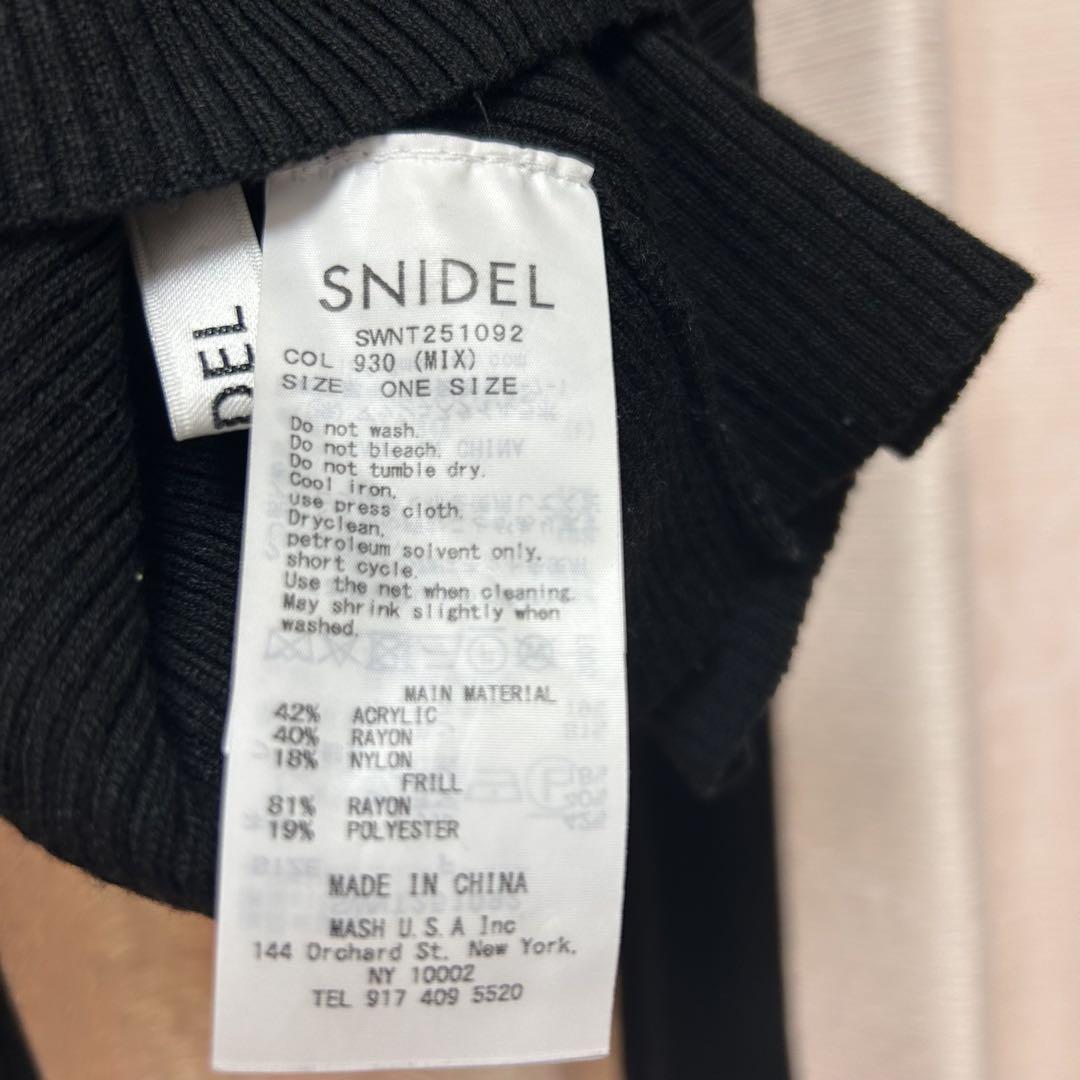 DEL
SNIDEL
SWNT251092
COL 930 (MIX)
SIZE ONE SIZE
Do not wash.
Do not bleach.
Do not tumble dry.
Cool iron.
use press cloth.
Dryclean,
petroleum solvent only.
short cycle.
Use the net when cleaning.
May shrink slightly when
washed.
MAIN MATERIAL
42% ACRYLIC
40% RAYON
18% NYLON
FRILL
81% RAYON
19% POLYESTER
MADE IN CHINA
MASH U.S.A Inc
144 Orchard St. New York.
NY 10002
TEL 917 409 5520